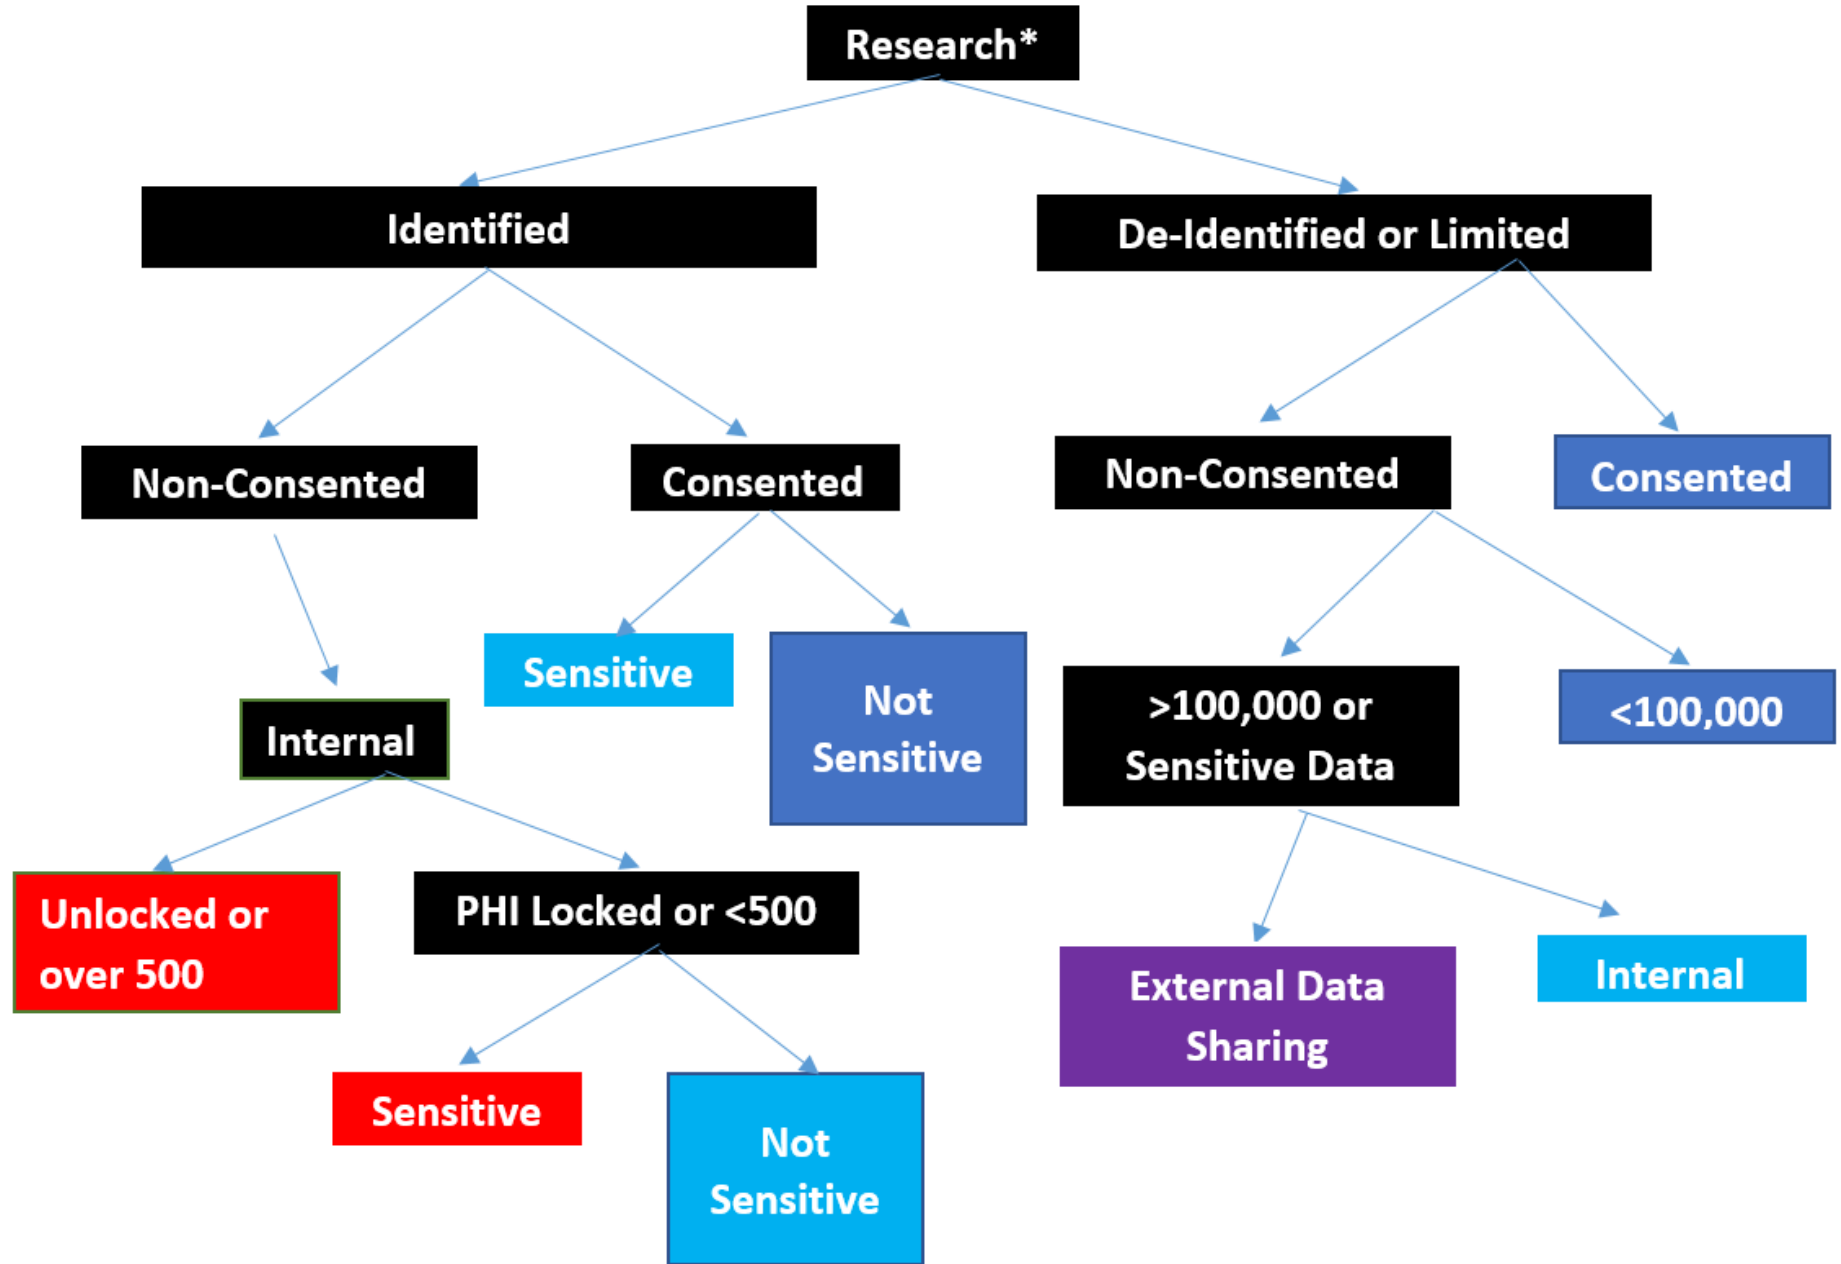 Research*
Identified
De-Identified or Limited
Non-Consented
Consented
Non-Consented
Consented
Sensitive
Not
Sensitive
>100,000 or
Sensitive Data
<100,000
Internal
Unlocked or
over 500
PHI Locked or <500
External Data
Sharing
Internal
Sensitive
Not
Sensitive